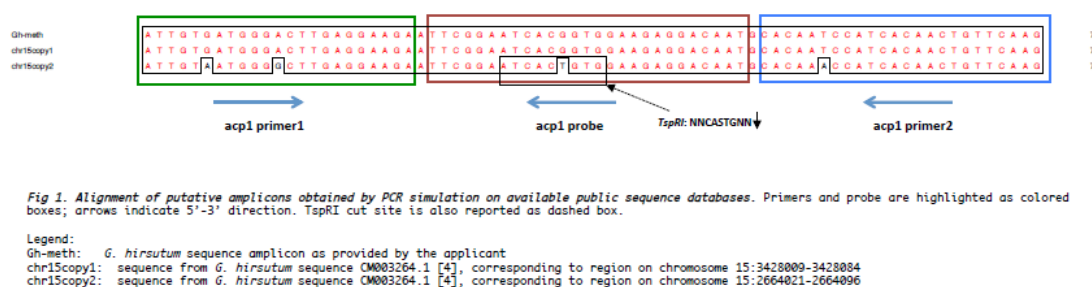 Gh-meth A T T G T G A T G G G A C T T G A G G A A G A A T T C G G A A T C A C G G T G G A A G A G G A C A A T G C A C A A T C C A T C A C A A C T G T T C A A G
chr15copy1 A T T G T G A T G G G A C T T G A G G A A G A A T T C G G A A T C A C G G T G G A A G A G G A C A A T G C A C A A T C C A T C A C A A C T G T T C A A G
chr15copy2 A T T G T A A T G G G G C T T G A G G A A G A A T T C G G A A T C A C T G T G G A A G A G G A C A A T G C A C A A A C C A T C A C A A C T G T T C A A G
acp1 primer1 acp1 probe TspRI: NNCASTGNN acp1 primer2
Fig 1. Alignment of putative amplicons obtained by PCR simulation on available public sequence databases. Primers and probe are highlighted as colored
boxes; arrows indicate 5'-3' direction. TspRI cut site is also reported as dashed box.
Legend:
Gh-meth: G. hirsutum sequence amplicon as provided by the applicant
chr15copy1: sequence from G. hirsutum sequence CM003264.1 [4], corresponding to region on chromosome 15:3428009-3428084
chr15copy2: sequence from G. hirsutum sequence CM003264.1 [4], corresponding to region on chromosome 15:2664021-2664096